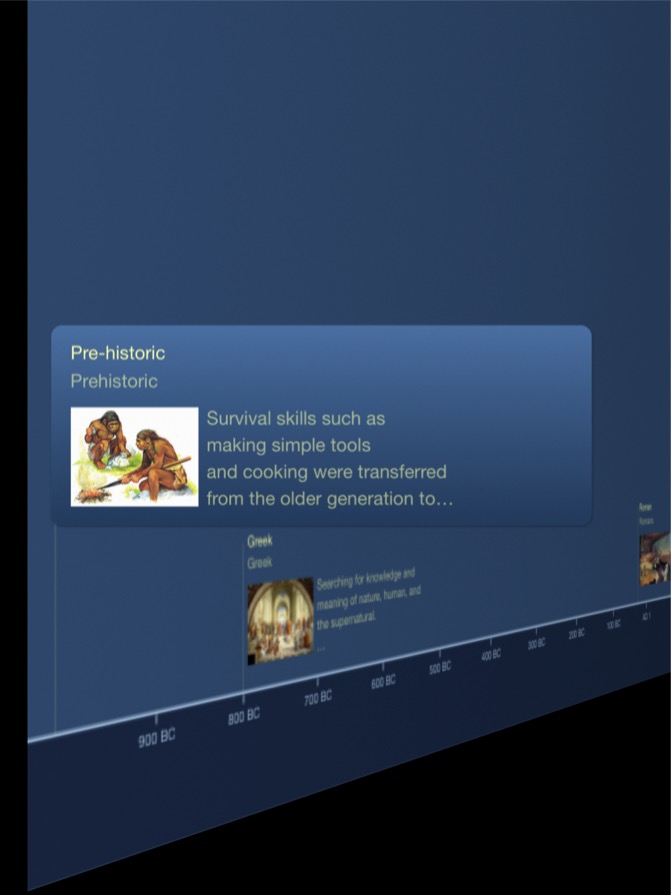 Pre-historic
Prehistoric
Survival skills such as
making simple tools
and cooking were transferred
from the older generation to...
Greek
Greek
Searching for knowledge and
meaning of nature, human, and
the supernatural.
...
Roman
Romans
900 BC
800 BC
700 BC
600 BC
500 BC
400 BC
300 BC
200 BC
100 BC
AD 1